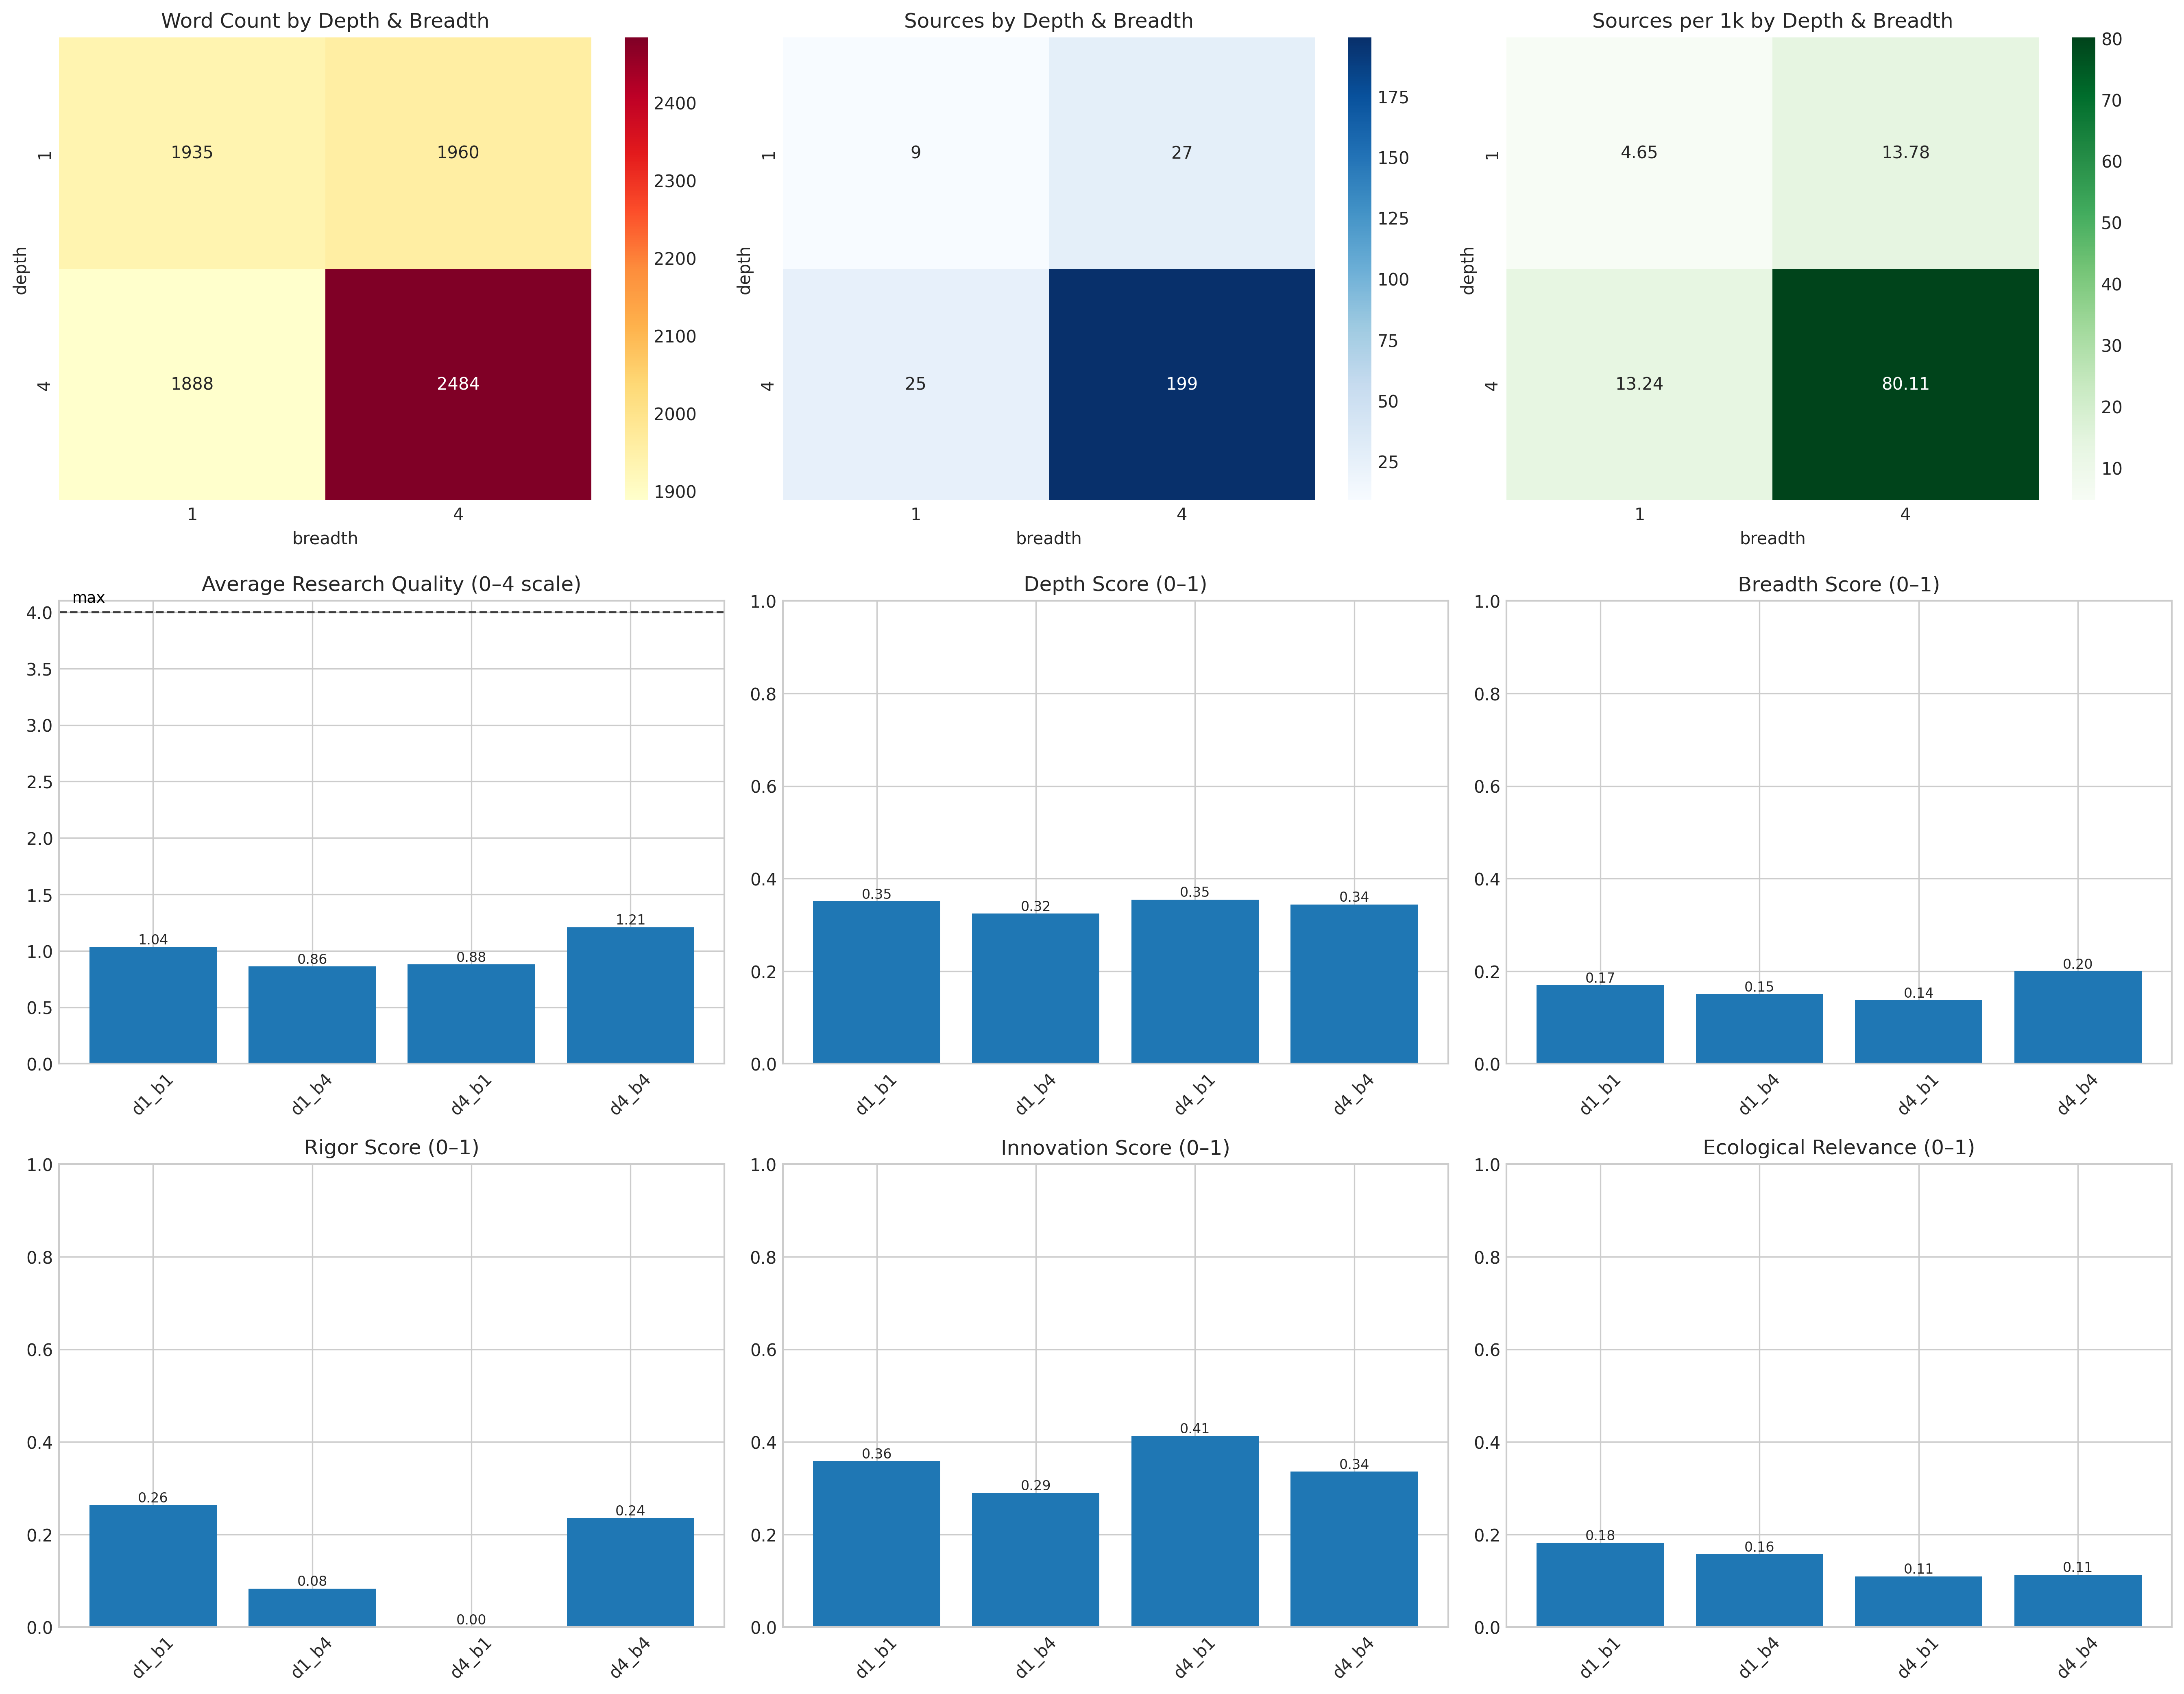 Word Count by Depth & Breadth
1935
1960
1888
2484
1
4
depth
1
4
breadth
2400
2300
2200
2100
2000
1900
Sources by Depth & Breadth
9
27
25
199
1
4
depth
1
4
breadth
175
150
125
100
75
50
25
Sources per 1k by Depth & Breadth
4.65
13.78
13.24
80.11
1
4
depth
1
4
breadth
80
70
60
50
40
30
20
10
Average Research Quality (0–4 scale)
max
4.0
3.5
3.0
2.5
2.0
1.5
1.0
0.5
0.0
1.04
0.86
0.88
1.21
d1_b1
d1_b4
d4_b1
d4_b4
Depth Score (0–1)
1.0
0.8
0.6
0.4
0.2
0.0
0.35
0.32
0.35
0.34
d1_b1
d1_b4
d4_b1
d4_b4
Breadth Score (0–1)
1.0
0.8
0.6
0.4
0.2
0.0
0.17
0.15
0.14
0.20
d1_b1
d1_b4
d4_b1
d4_b4
Rigor Score (0–1)
1.0
0.8
0.6
0.4
0.2
0.0
0.26
0.08
0.00
0.24
d1_b1
d1_b4
d4_b1
d4_b4
Innovation Score (0–1)
1.0
0.8
0.6
0.4
0.2
0.0
0.36
0.29
0.41
0.34
d1_b1
d1_b4
d4_b1
d4_b4
Ecological Relevance (0–1)
1.0
0.8
0.6
0.4
0.2
0.0
0.18
0.16
0.11
0.11
d1_b1
d1_b4
d4_b1
d4_b4